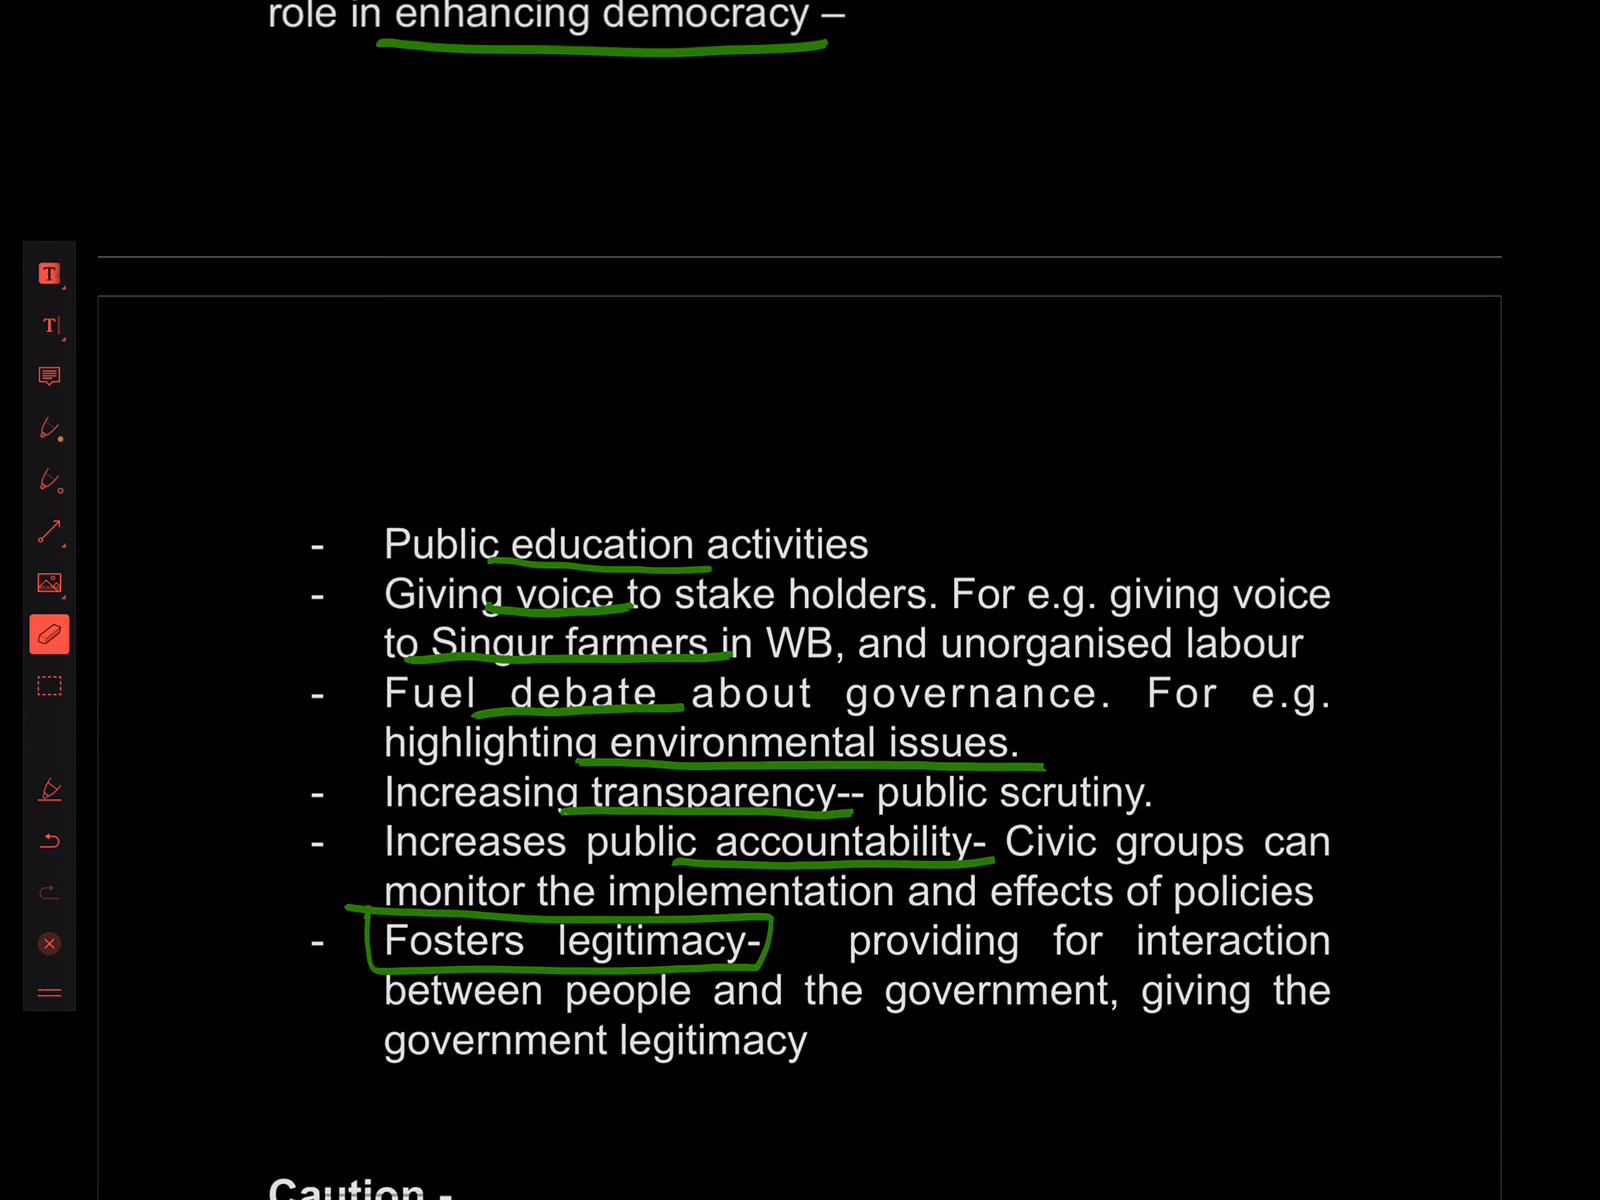 role in enhancing democracy –
- Public education activities
- Giving voice to stake holders. For e.g. giving voice
to Singur farmers in WB, and unorganised labour
- Fuel debate about governance. For e.g.
highlighting environmental issues.
- Increasing transparency-- public scrutiny.
- Increases public accountability- Civic groups can
monitor the implementation and effects of policies
- Fosters legitimacy- providing for interaction
between people and the government, giving the
government legitimacy
Caution -